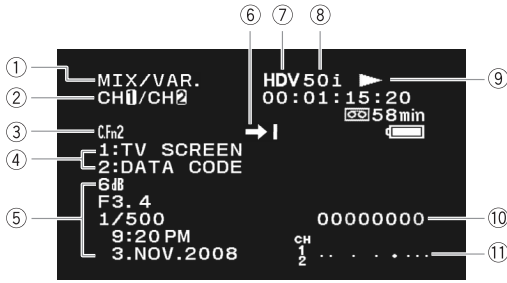 ⑥ ⑦ ⑧
① MIX/VAR. HDV 50i ⑨
② CH1/CH2 00:01:15:20
58min
③ C.Fn2
④ 1:TV SCREEN
2:DATA CODE
6dB
F3.4
⑤ 1/500 00000000 ⑩
9:20 PM
3.NOV.2008 CH 1 2 ⑪